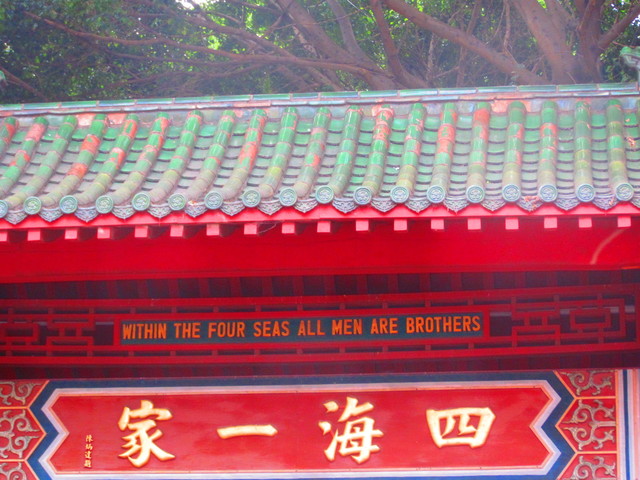 WITHIN THE FOUR SEAS ALL MEN ARE BROTHERS
四海一家